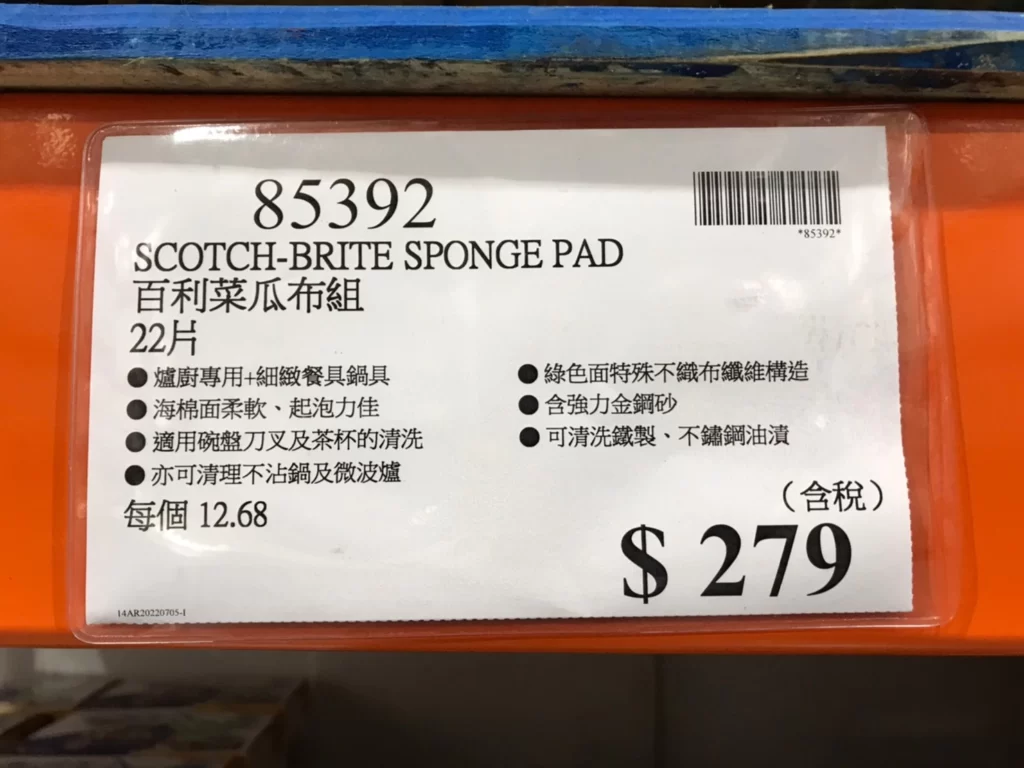 85392
*85392*
SCOTCH-BRITE SPONGE PAD
百利菜瓜布組
22片
●爐廚專用+細緻餐具鍋具
●海棉面柔軟、起泡力佳
●適用碗盤刀叉及茶杯的清洗
●亦可清理不沾鍋及微波爐
●綠色面特殊不織布纖維構造
●含強力金鋼砂
●可清洗鐵製、不鏽鋼油漬
每個 12.68
（含稅）
$ 279
14AR20220705-1